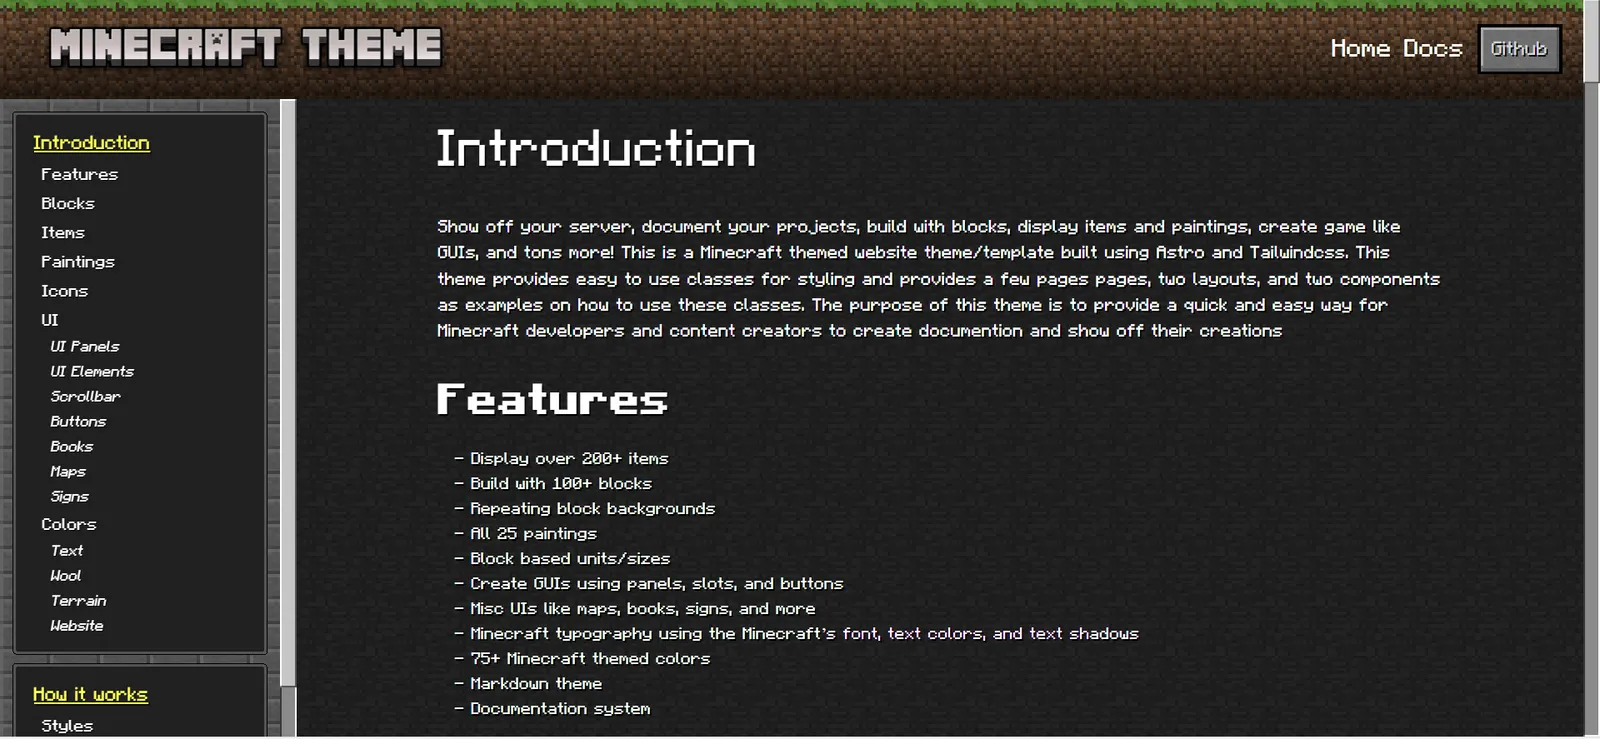 MINECRAFT THEME
Home Docs Github
Introduction
Features
Blocks
Items
Paintings
Icons
UI
UI Panels
UI Elements
Scrollbar
Buttons
Books
Maps
Signs
Colors
Text
Wool
Terrain
Website
How it works
Styles
Introduction
Show off your server, document your projects, build with blocks, display items and paintings, create game like
GUIs, and tons more! This is a Minecraft themed website theme/template built using Astro and Tailwindcss. This
theme provides easy to use classes for styling and provides a few pages pages, two layouts, and two components
as examples on how to use these classes. The purpose of this theme is to provide a quick and easy way for
Minecraft developers and content creators to create documention and show off their creations
Features
- Display over 200+ items
- Build with 100+ blocks
- Repeating block backgrounds
- All 25 paintings
- Block based units/sizes
- Create GUIs using panels, slots, and buttons
- Misc UIs like maps, books, signs, and more
- Minecraft typography using the Minecraft's font, text colors, and text shadows
- 75+ Minecraft themed colors
- Markdown theme
- Documentation system